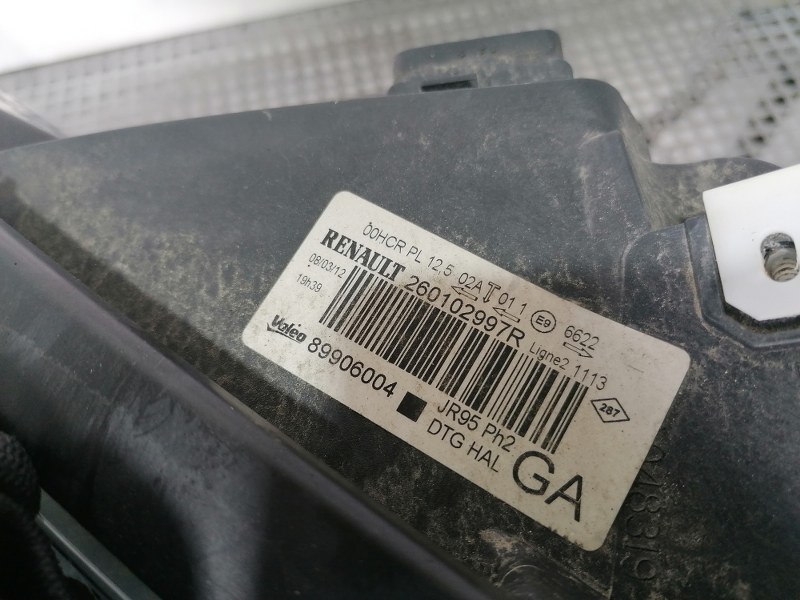 00HCR PL 12,5 02A 01 1 E9 6622
RENAULT 260102997R
08/03/12
19h39
Ligne2 1113
Valeo 89906004
JR95 Ph2
DTG HAL
GA
287